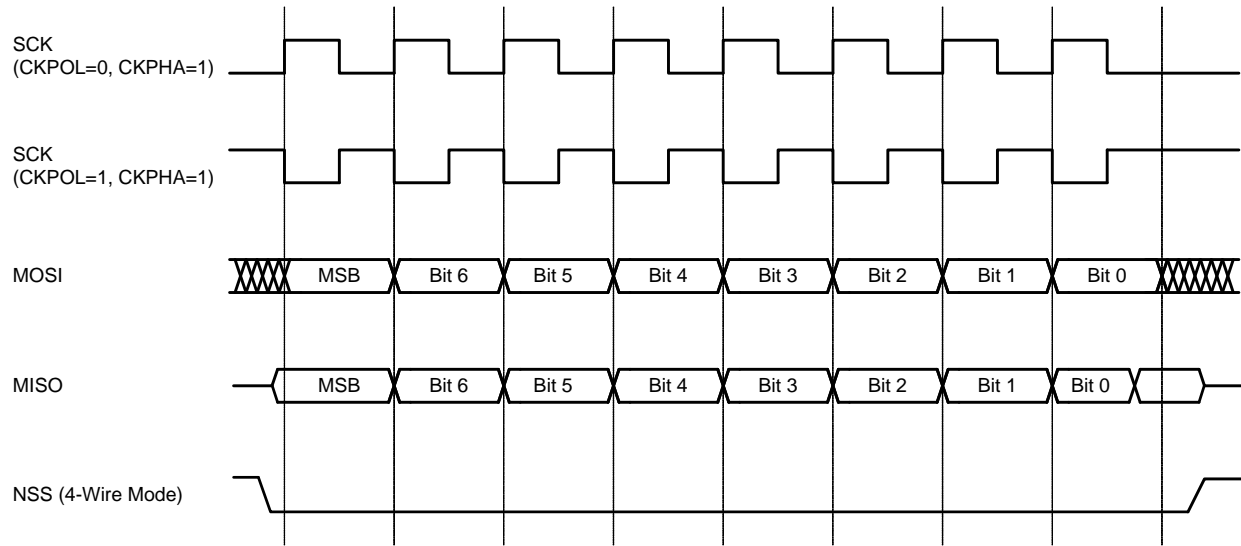 SCK
(CKPOL=0, CKPHA=1)
SCK
(CKPOL=1, CKPHA=1)
MOSI MSB Bit 6 Bit 5 Bit 4 Bit 3 Bit 2 Bit 1 Bit 0
MISO MSB Bit 6 Bit 5 Bit 4 Bit 3 Bit 2 Bit 1 Bit 0
NSS (4-Wire Mode)